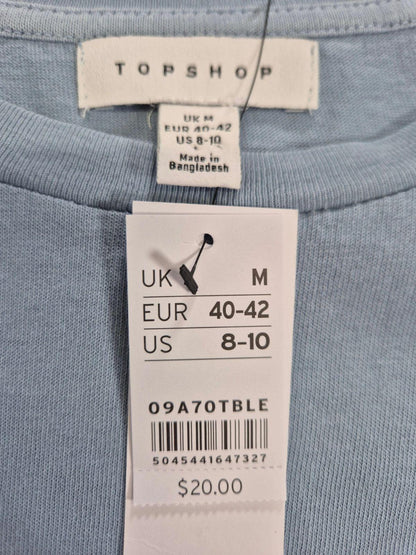 TOPSHOP
UK M
EUR 40-42
US 8-10
Made in
Bangladesh
UK M
EUR 40-42
US 8-10
09A70TBLE
5045441647327
$20.00